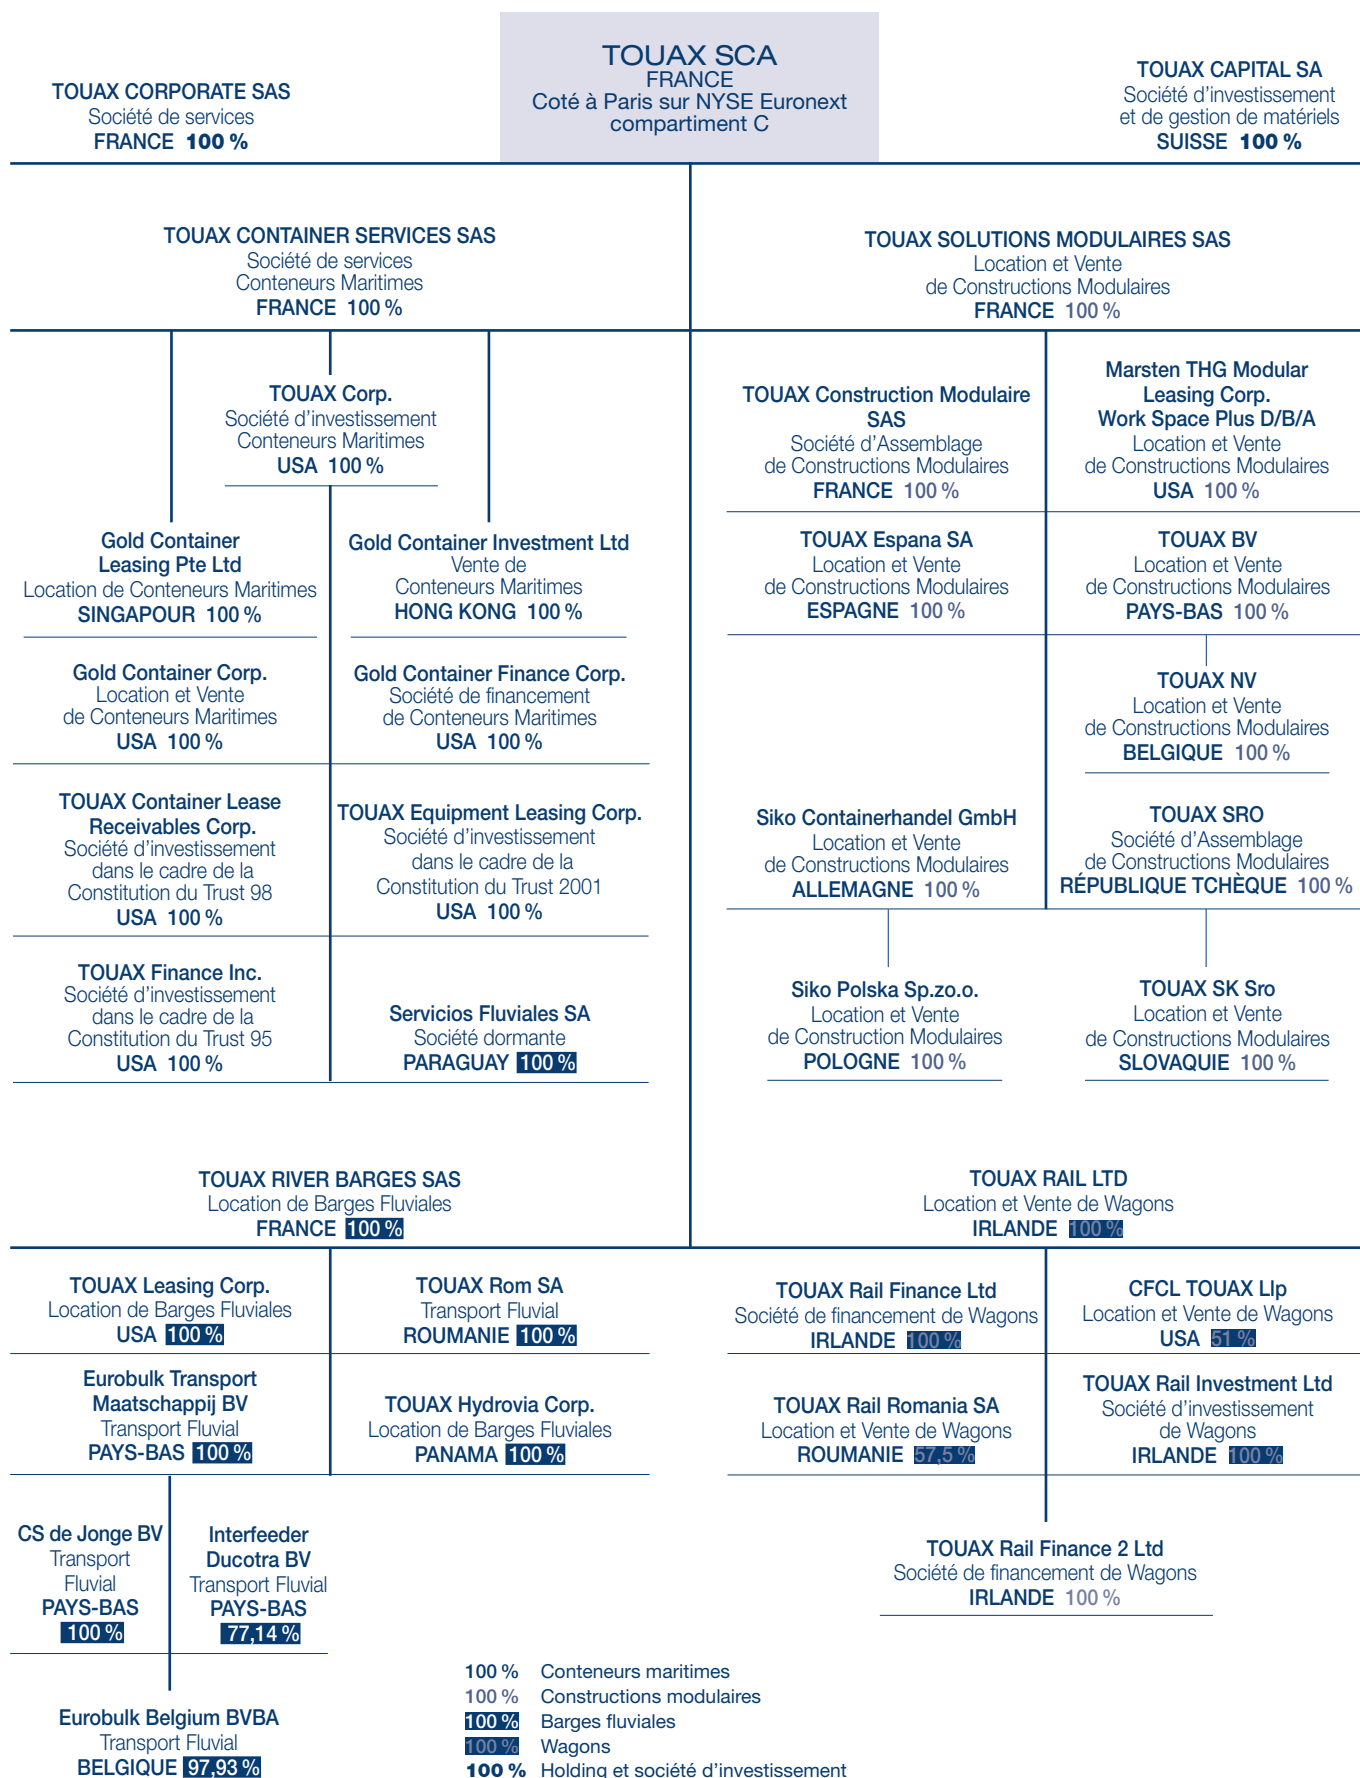 TOUAX SCA
FRANCE
Coté à Paris sur NYSE Euronext
compartiment C
TOUAX CORPORATE SAS
Société de services
FRANCE 100 %
TOUAX CAPITAL SA
Société d'investissement
et de gestion de matériels
SUISSE 100 %
TOUAX CONTAINER SERVICES SAS
Société de services
Conteneurs Maritimes
FRANCE 100 %
TOUAX SOLUTIONS MODULAIRES SAS
Location et Vente
de Constructions Modulaires
FRANCE 100 %
TOUAX Corp.
Société d'investissement
Conteneurs Maritimes
USA 100 %
Gold Container
Leasing Pte Ltd
Location de Conteneurs Maritimes
SINGAPOUR 100 %
Gold Container Investment Ltd
Vente de
Conteneurs Maritimes
HONG KONG 100 %
Gold Container Corp.
Location et Vente
de Conteneurs Maritimes
USA 100 %
Gold Container Finance Corp.
Société de financement
de Conteneurs Maritimes
USA 100 %
TOUAX Container Lease
Receivables Corp.
Société d'investissement
dans le cadre de la
Constitution du Trust 98
USA 100 %
TOUAX Equipment Leasing Corp.
Société d'investissement
dans le cadre de la
Constitution du Trust 2001
USA 100 %
TOUAX Finance Inc.
Société d'investissement
dans le cadre de la
Constitution du Trust 95
USA 100 %
Servicios Fluviales SA
Société dormante
PARAGUAY 100 %
TOUAX Construction Modulaire
SAS
Société d'Assemblage
de Constructions Modulaires
FRANCE 100 %
Marsten THG Modular
Leasing Corp.
Work Space Plus D/B/A
Location et Vente
de Constructions Modulaires
USA 100 %
TOUAX Espana SA
Location et Vente
de Constructions Modulaires
ESPAGNE 100 %
TOUAX BV
Location et Vente
de Constructions Modulaires
PAYS-BAS 100 %
TOUAX NV
Location et Vente
de Constructions Modulaires
BELGIQUE 100 %
Siko Containerhandel GmbH
Location et Vente
de Constructions Modulaires
ALLEMAGNE 100 %
TOUAX SRO
Société d'Assemblage
de Constructions Modulaires
RÉPUBLIQUE TCHÈQUE 100 %
Siko Polska Sp.zo.o.
Location et Vente
de Construction Modulaires
POLOGNE 100 %
TOUAX SK Sro
Location et Vente
de Constructions Modulaires
SLOVAQUIE 100 %
TOUAX RIVER BARGES SAS
Location de Barges Fluviales
FRANCE 100 %
TOUAX RAIL LTD
Location et Vente de Wagons
IRLANDE 100 %
TOUAX Leasing Corp.
Location de Barges Fluviales
USA 100 %
TOUAX Rom SA
Transport Fluvial
ROUMANIE 100 %
Eurobulk Transport
Maatschappij BV
Transport Fluvial
PAYS-BAS 100 %
TOUAX Hydrovia Corp.
Location de Barges Fluviales
PANAMA 100 %
CS de Jonge BV
Transport
Fluvial
PAYS-BAS
100 %
Interfeeder
Ducotra BV
Transport Fluvial
PAYS-BAS
77,14 %
Eurobulk Belgium BVBA
Transport Fluvial
BELGIQUE 97,93 %
TOUAX Rail Finance Ltd
Société de financement de Wagons
IRLANDE 100 %
CFCL TOUAX Llp
Location et Vente de Wagons
USA 51 %
TOUAX Rail Romania SA
Location et Vente de Wagons
ROUMANIE 57,5 %
TOUAX Rail Investment Ltd
Société d'investissement
de Wagons
IRLANDE 100 %
TOUAX Rail Finance 2 Ltd
Société de financement de Wagons
IRLANDE 100 %
100 % Conteneurs maritimes
100 % Constructions modulaires
100 % Barges fluviales
100 % Wagons
100 % Holding et société d'investissement